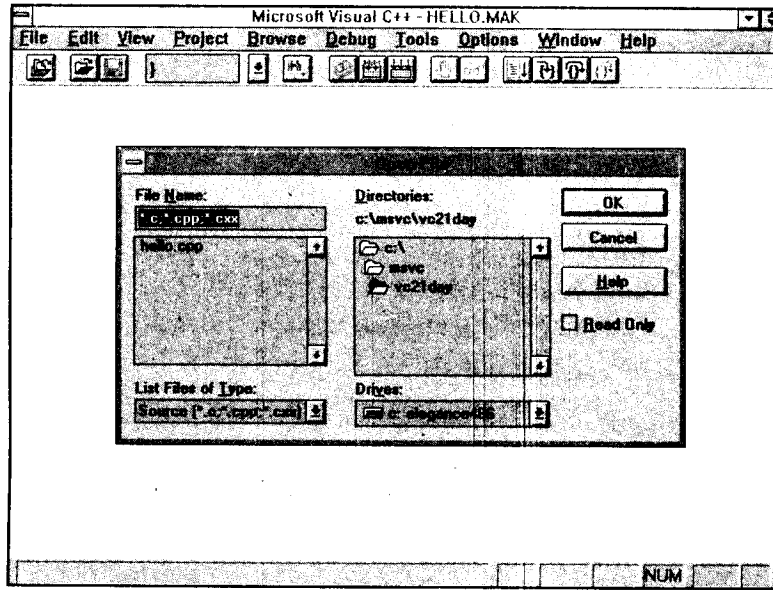 Microsoft Visual C++ - HELLO.MAK
File Edit View Project Browse Debug Tools Options Window Help
}
File Name:
*.c;*.cpp;*.cxx
hello.cpp
List Files of Type:
Source (*.c;*.cpp;*.cxx)
Directories:
c:\msvc\vc21day
c:\
msvc
vc21day
Drives:
c: elegance486
OK
Cancel
Help
Read Only
NUM